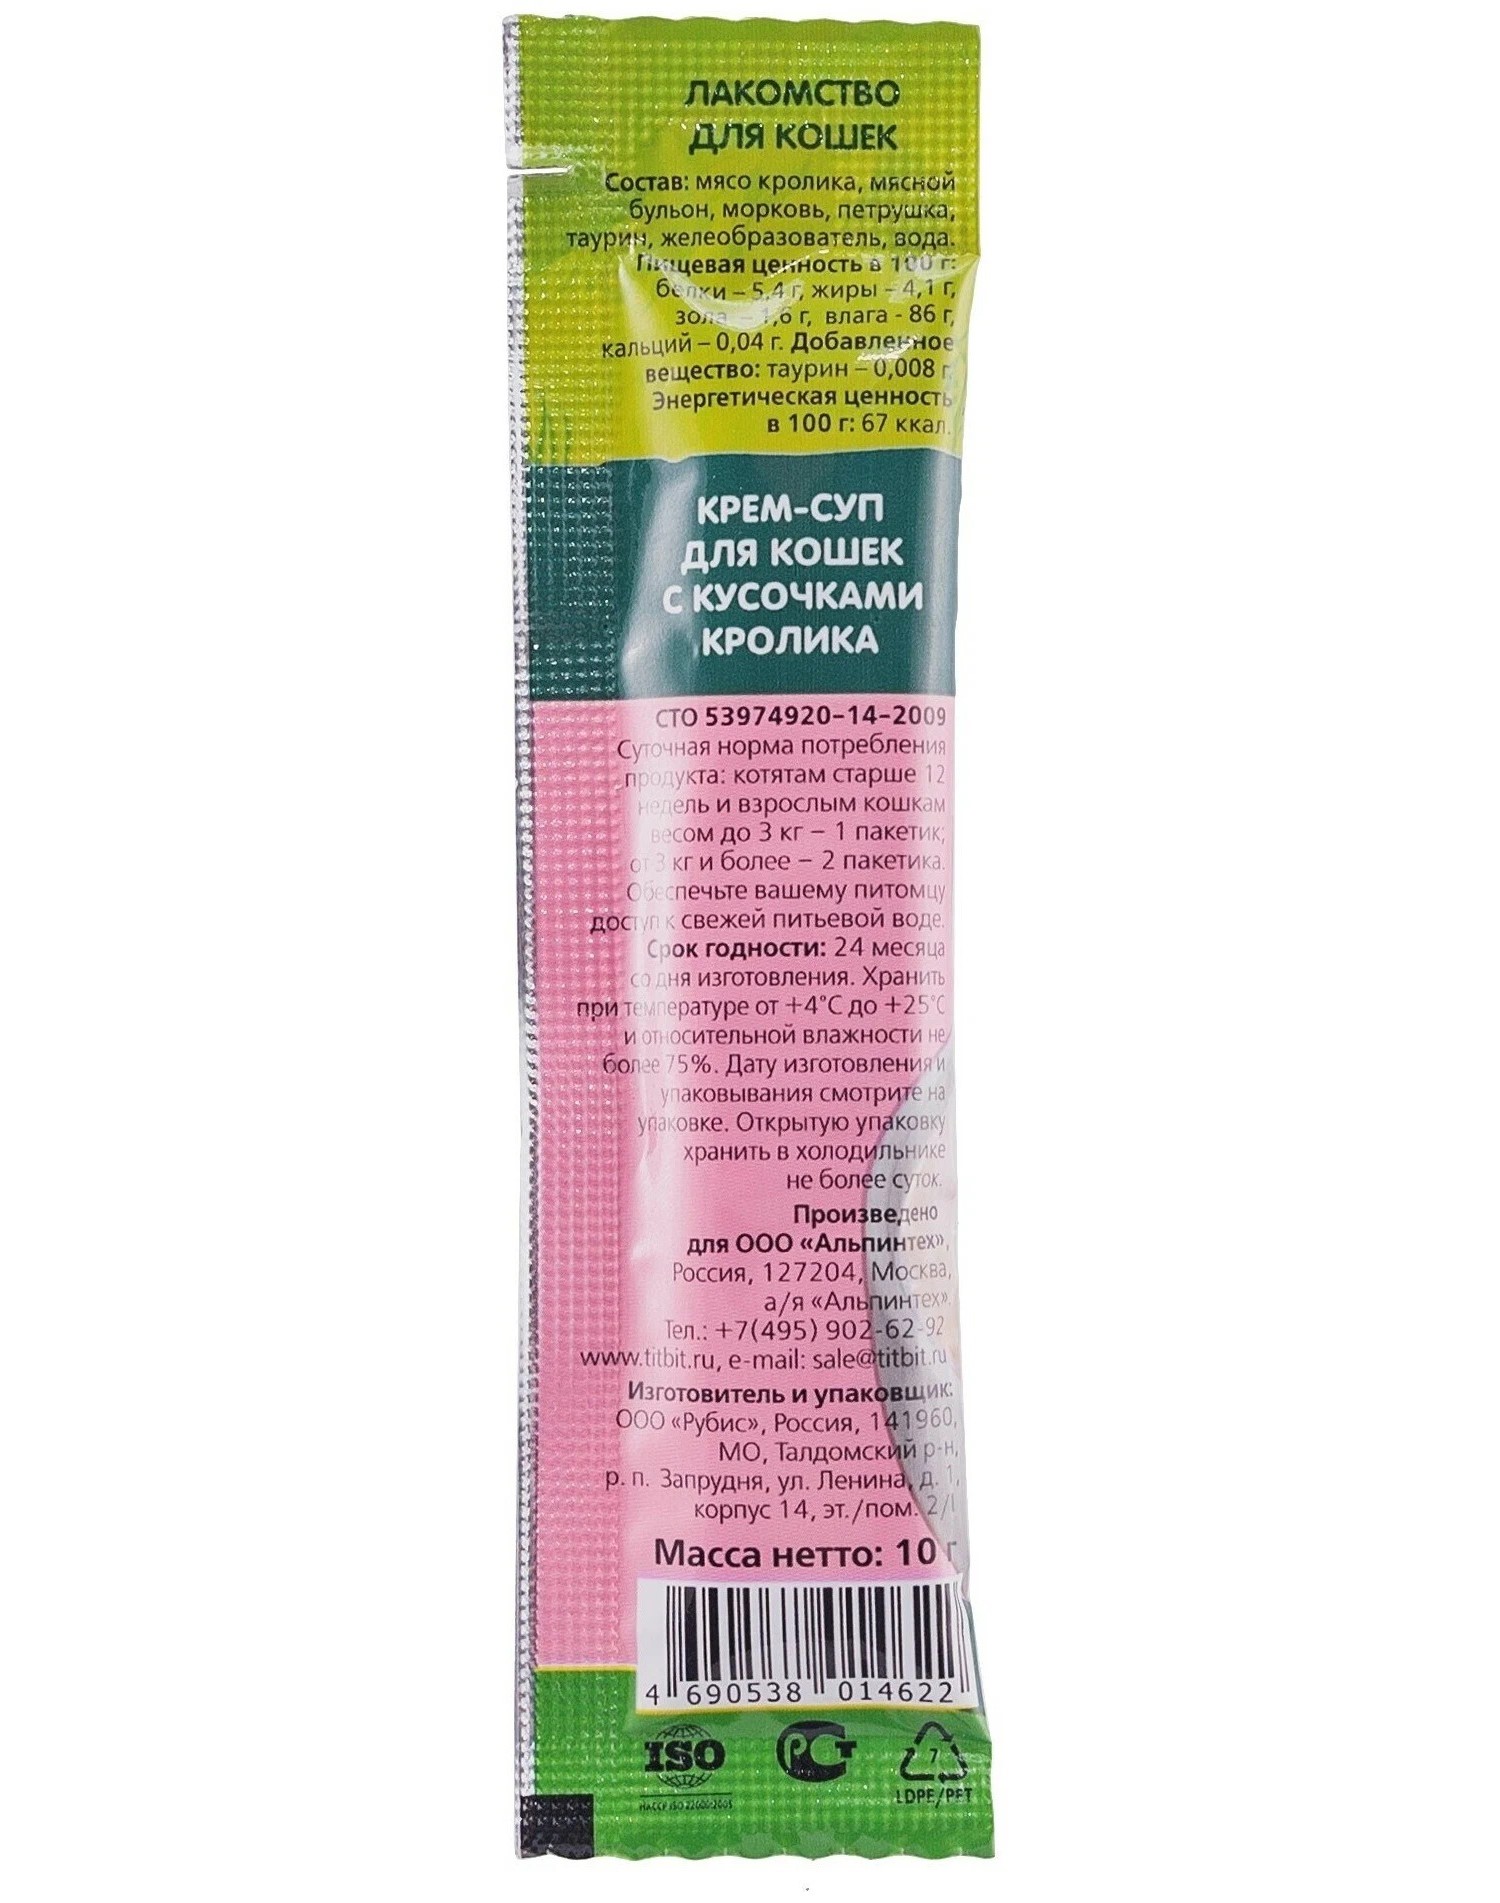 ЛАКОМСТВО
ДЛЯ КОШЕК
Состав: мясо кролика, мясной
бульон, морковь, петрушка,
таурин, желеобразователь, вода.
Пищевая ценность в 100 г:
белки – 5,4 г, жиры – 4,1 г,
зола – 1,6 г, влага - 86 г,
кальций – 0,04 г. Добавленное
вещество: таурин – 0,008 г.
Энергетическая ценность
в 100 г: 67 ккал.
КРЕМ-СУП
ДЛЯ КОШЕК
С КУСОЧКАМИ
КРОЛИКА
СТО 53974920-14-2009
Суточная норма потребления
продукта: котятам старше 12
недель и взрослым кошкам
весом до 3 кг – 1 пакетик;
от 3 кг и более – 2 пакетика.
Обеспечьте вашему питомцу
доступ к свежей питьевой воде.
Срок годности: 24 месяца
со дня изготовления. Хранить
при температуре от +4°С до +25°С
и относительной влажности не
более 75%. Дату изготовления и
упаковывания смотрите на
упаковке. Открытую упаковку
хранить в холодильнике
не более суток.
Произведено
для ООО «Альпинтех»,
Россия, 127204, Москва,
а/я «Альпинтех».
Тел.: +7(495) 902-62-92
www.titbit.ru, e-mail: sale@titbit.ru
Изготовитель и упаковщик:
ООО «Рубис», Россия, 141960,
МО, Талдомский р-н,
р. п. Запрудня, ул. Ленина, д. 1,
корпус 14, эт./пом. 2/I
Масса нетто: 10 г
4 690538 014622
ISO
РСТ
7
HACCP ISO 22000:2005
LDPE/PET